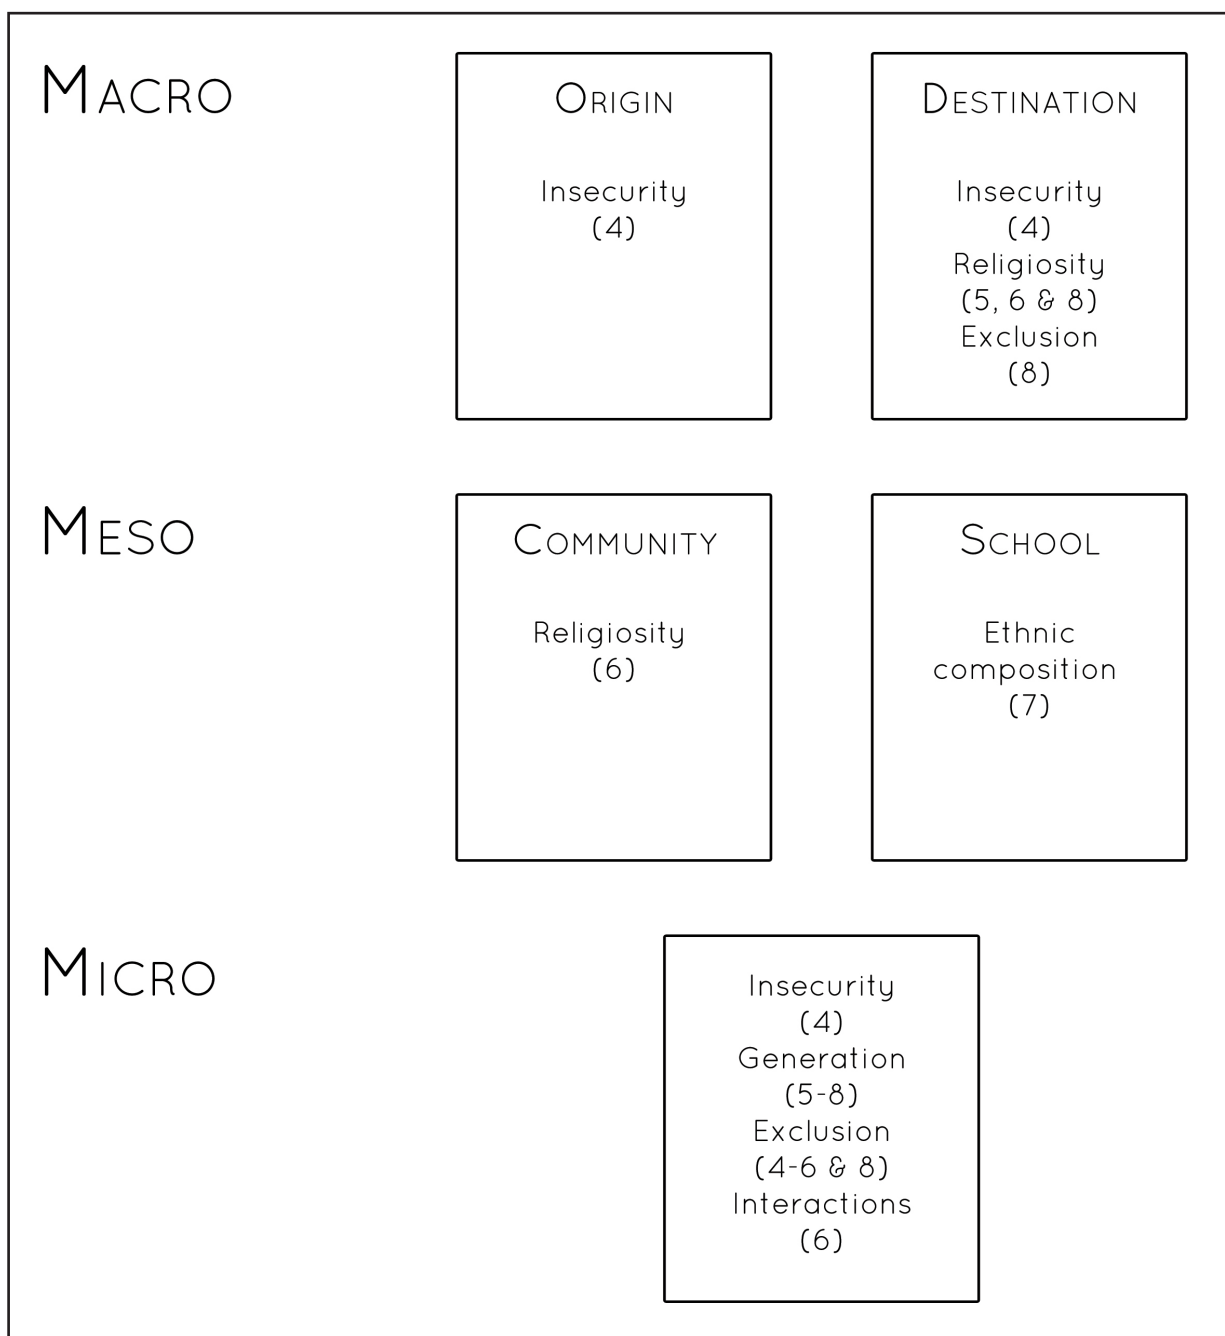 MACRO
ORIGIN
Insecurity
(4)
DESTINATION
Insecurity
(4)
Religiosity
(5, 6 & 8)
Exclusion
(8)
MESO
COMMUNITY
Religiosity
(6)
SCHOOL
Ethnic
composition
(7)
MICRO
Insecurity
(4)
Generation
(5-8)
Exclusion
(4-6 & 8)
Interactions
(6)